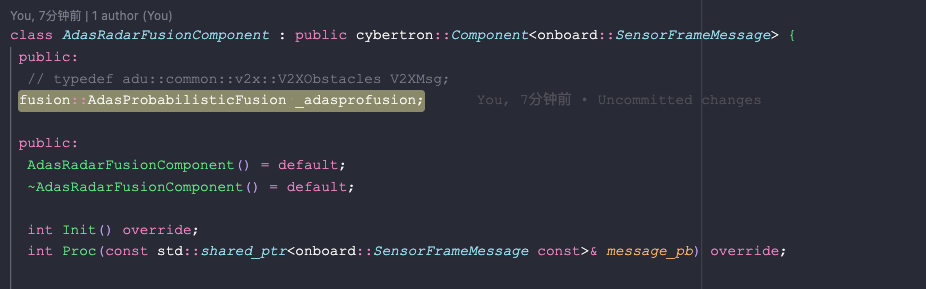 You, 7分钟前 | 1 author (You)
class AdasRadarFusionComponent : public cybertron::Component<onboard::SensorFrameMessage> {
public:
// typedef adu::common::v2x::V2XObstacles V2XMsg;
fusion::AdasProbabilisticFusion _adasprofusion; You, 7分钟前 • Uncommitted changes
public:
AdasRadarFusionComponent() = default;
~AdasRadarFusionComponent() = default;
int Init() override;
int Proc(const std::shared_ptr<onboard::SensorFrameMessage const>& message_pb) override;